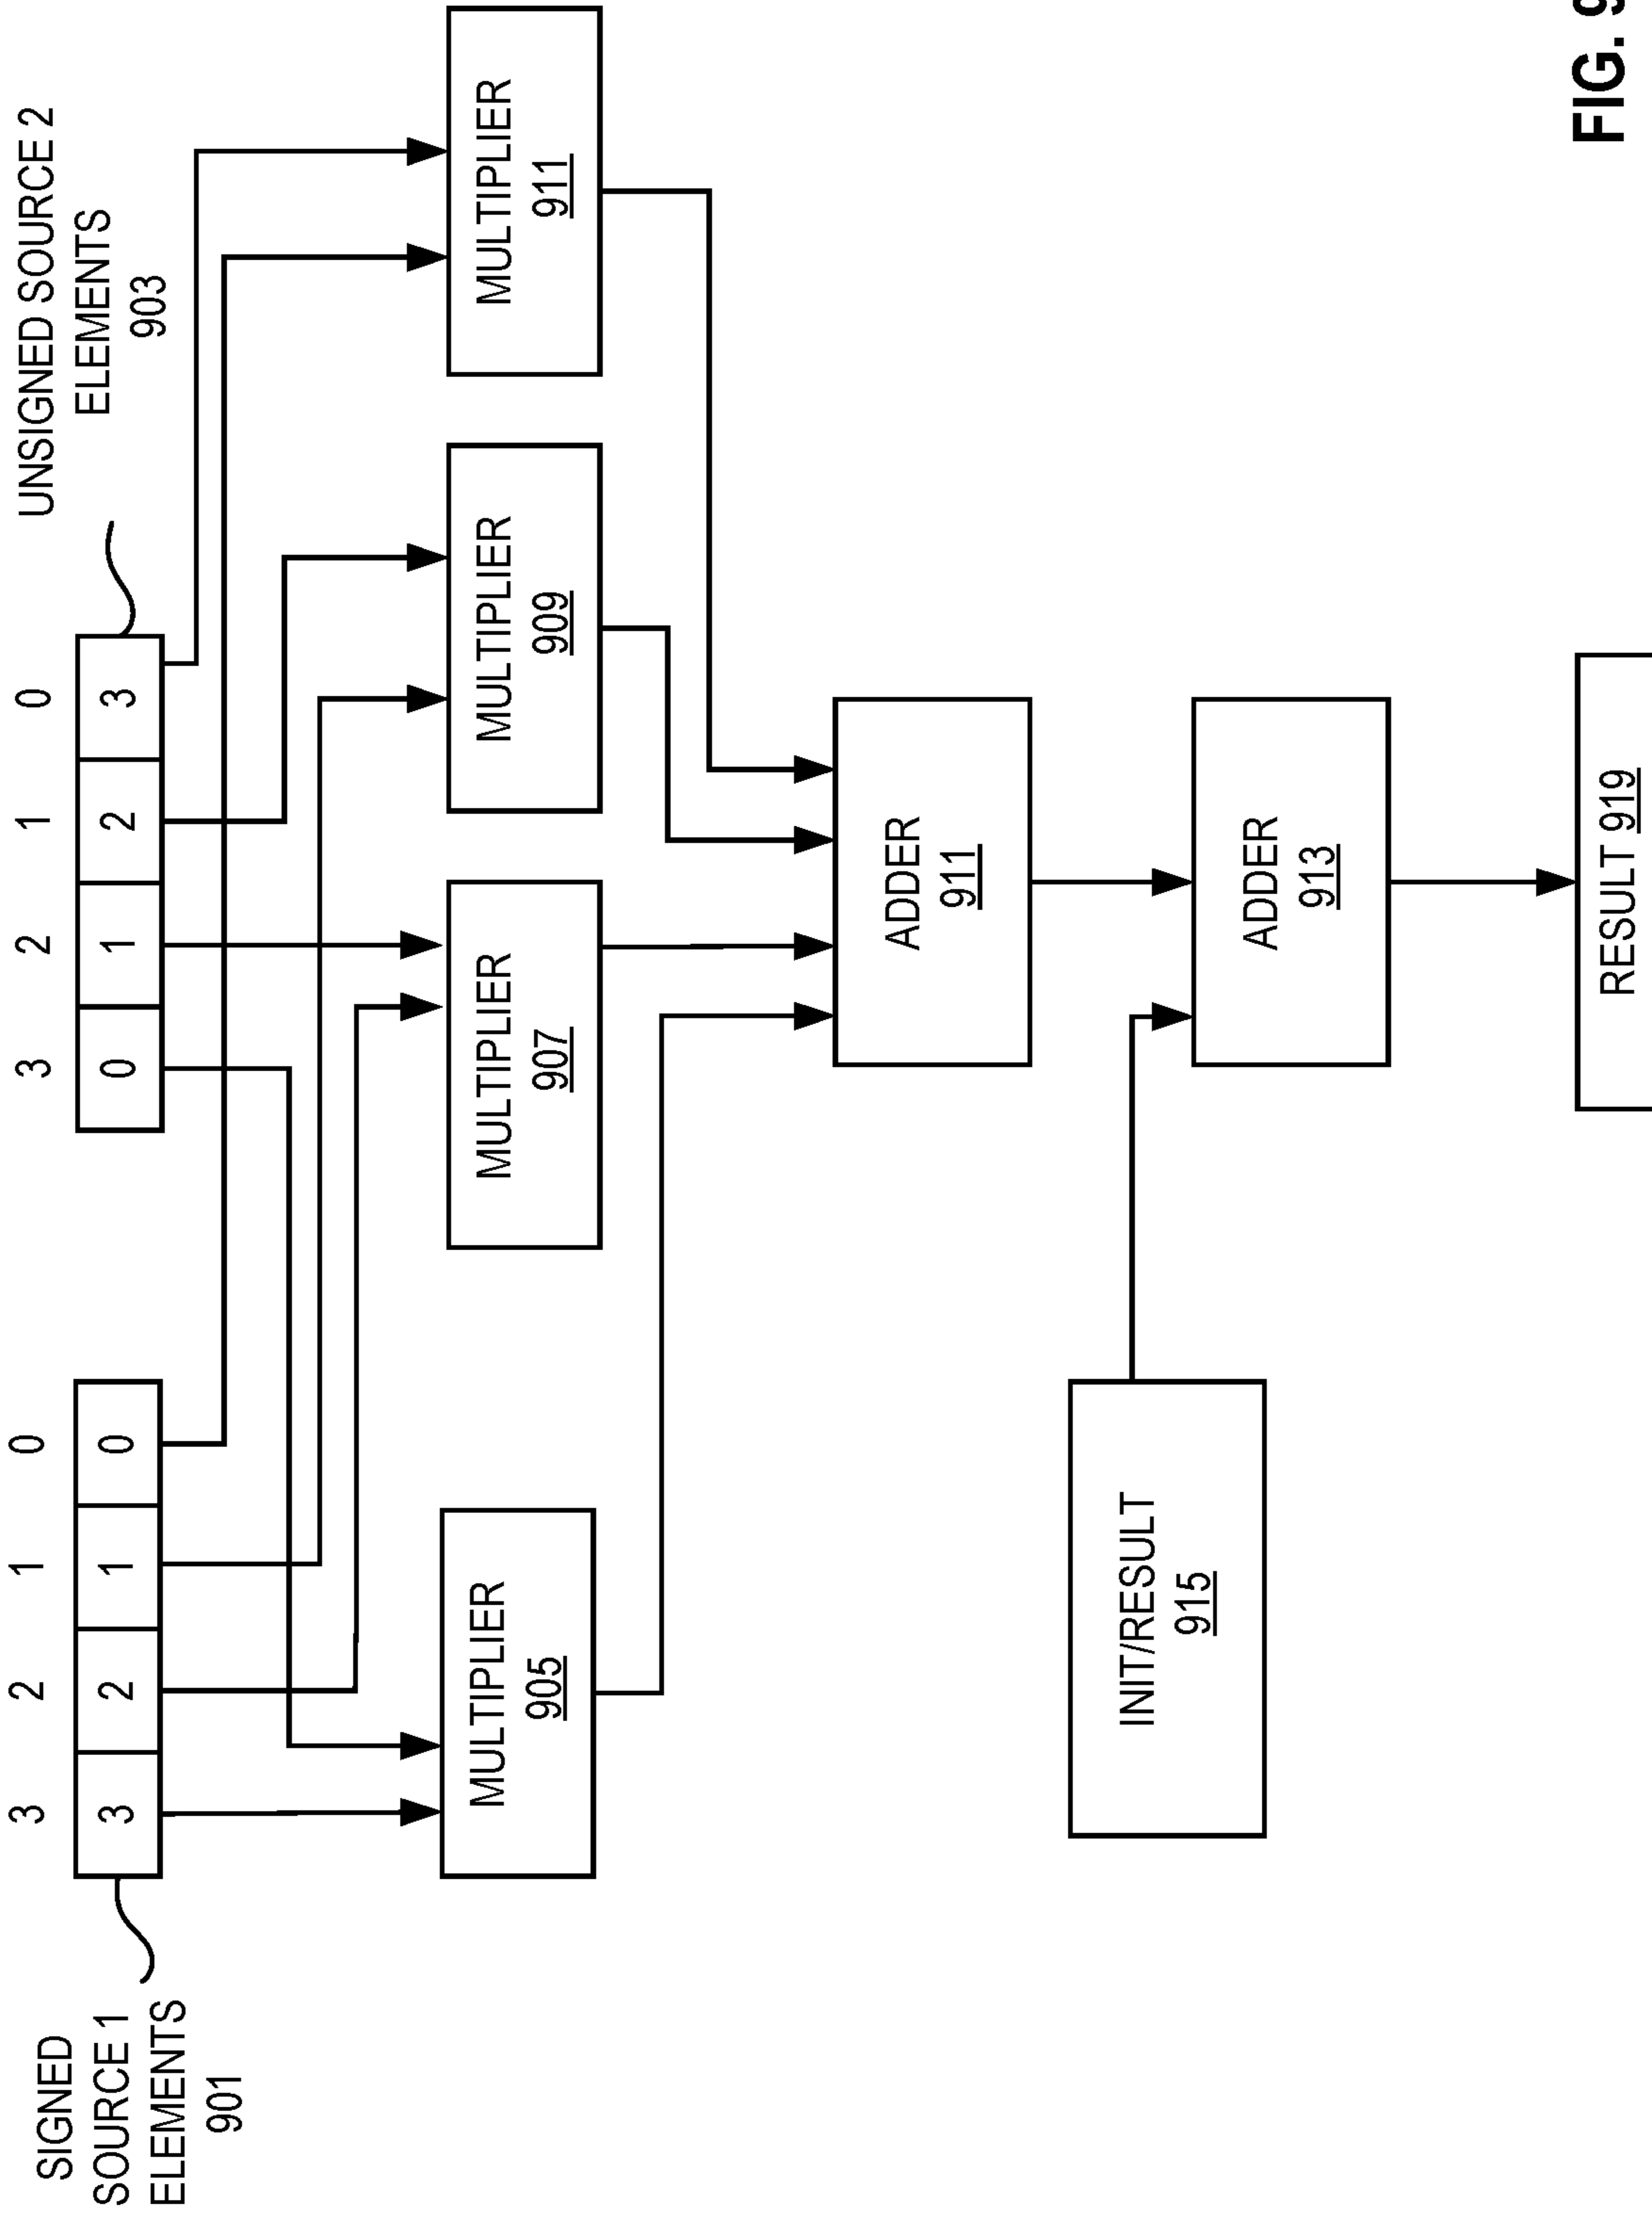 SIGNED
SOURCE 1
ELEMENTS
901
3 2 1 0
3 2 1 0
3 2 1 0
0 1 2 3
UNSIGNED SOURCE 2
ELEMENTS
903
MULTIPLIER
905
MULTIPLIER
907
MULTIPLIER
909
MULTIPLIER
911
ADDER
911
INIT/RESULT
915
ADDER
913
RESULT 919
FIG. 9